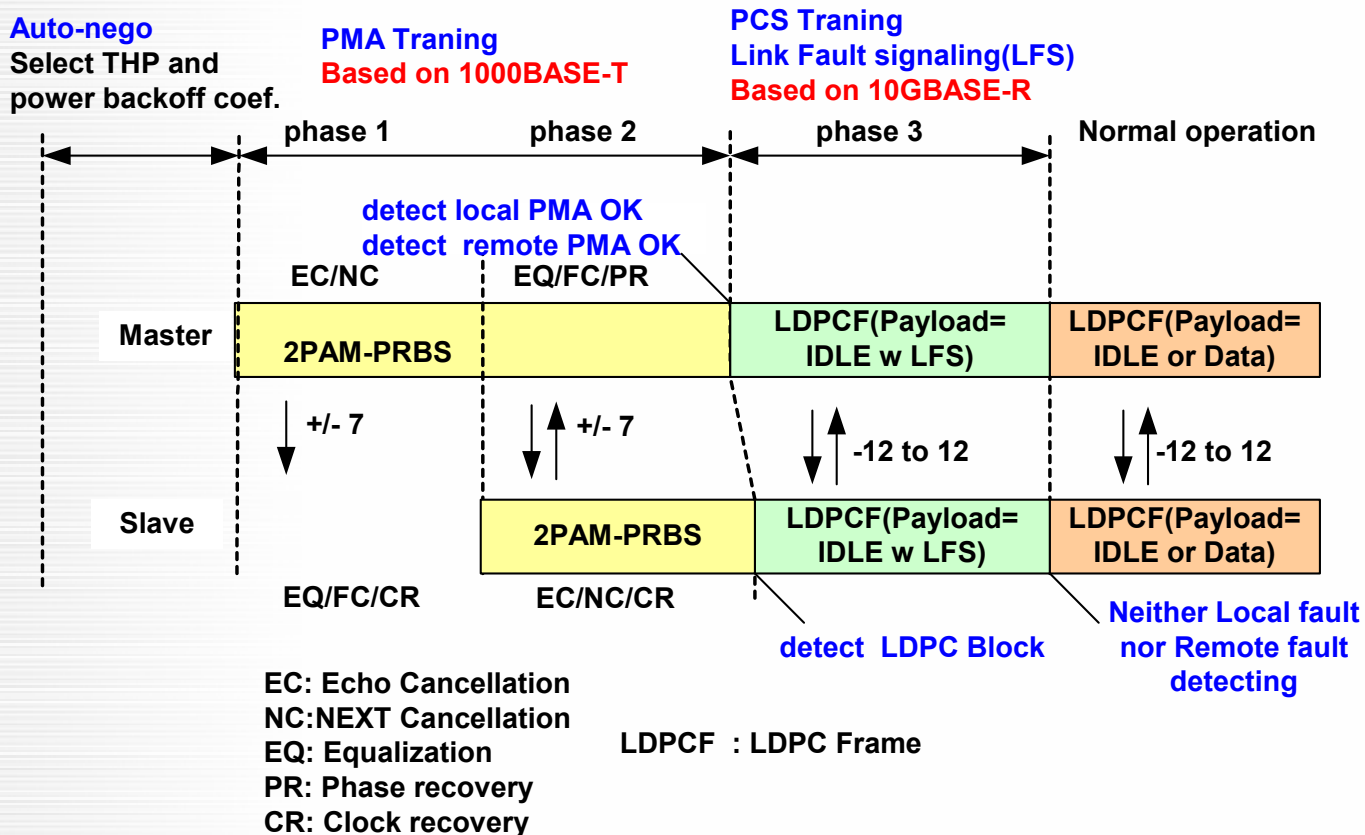 Auto-nego
Select THP and
power backoff coef.
PMA Traning
Based on 1000BASE-T
PCS Traning
Link Fault signaling(LFS)
Based on 10GBASE-R
phase 1
phase 2
phase 3
Normal operation
detect local PMA OK
detect remote PMA OK
EC/NC
EQ/FC/PR
Master
2PAM-PRBS
LDPCF(Payload=
IDLE w LFS)
LDPCF(Payload=
IDLE or Data)
+/- 7
+/- 7
-12 to 12
-12 to 12
Slave
2PAM-PRBS
LDPCF(Payload=
IDLE w LFS)
LDPCF(Payload=
IDLE or Data)
EQ/FC/CR
EC/NC/CR
detect LDPC Block
Neither Local fault
nor Remote fault
detecting
EC: Echo Cancellation
NC:NEXT Cancellation
EQ: Equalization
PR: Phase recovery
CR: Clock recovery
LDPCF : LDPC Frame